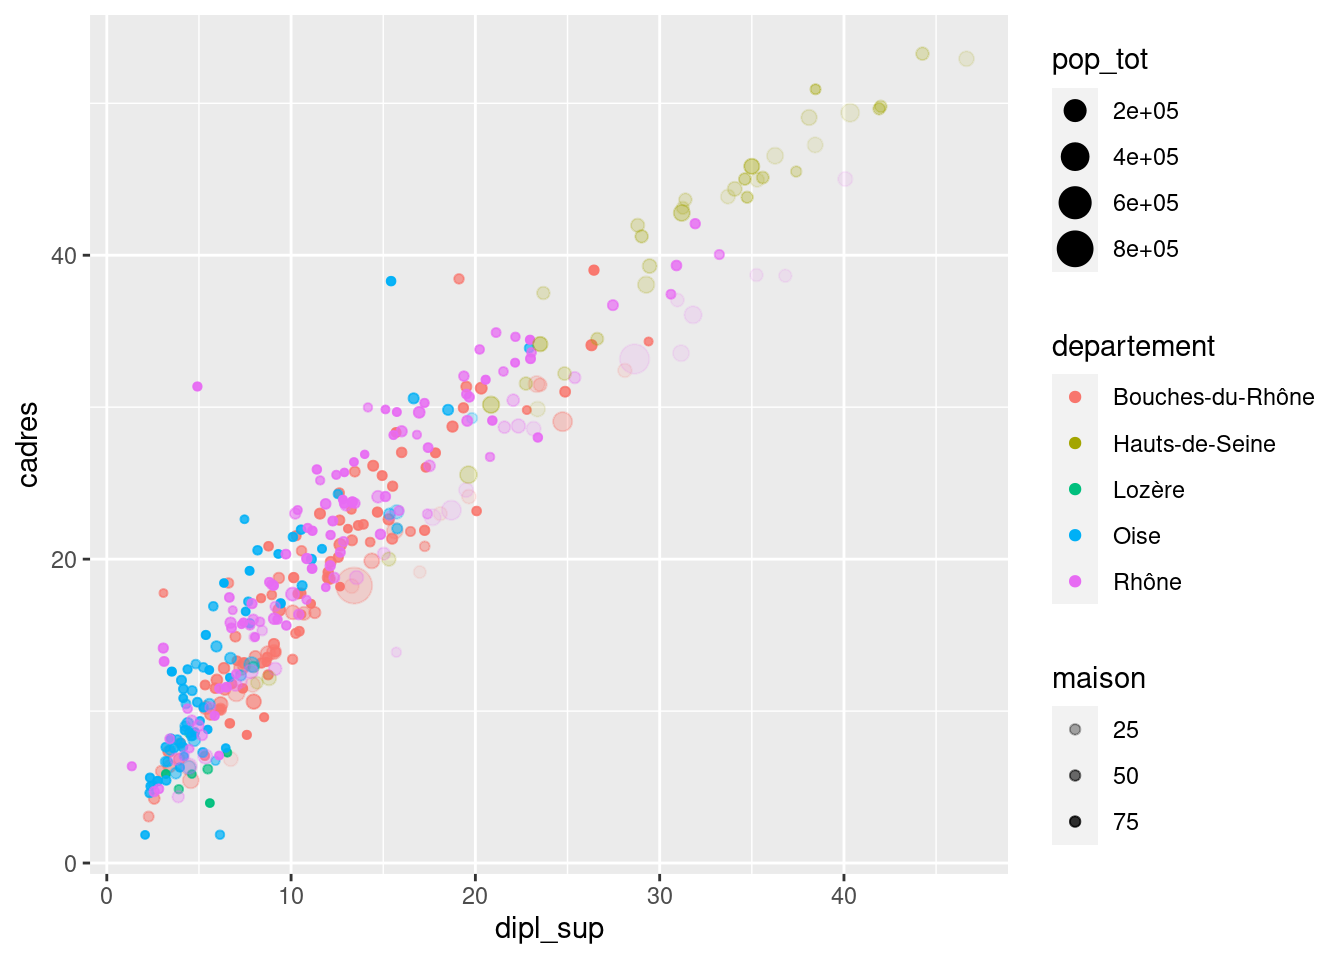 40
20
0
0 10 20 30 40
dipl_sup
cadres
pop_tot
2e+05
4e+05
6e+05
8e+05
departement
Bouches-du-Rhône
Hauts-de-Seine
Lozère
Oise
Rhône
maison
25
50
75